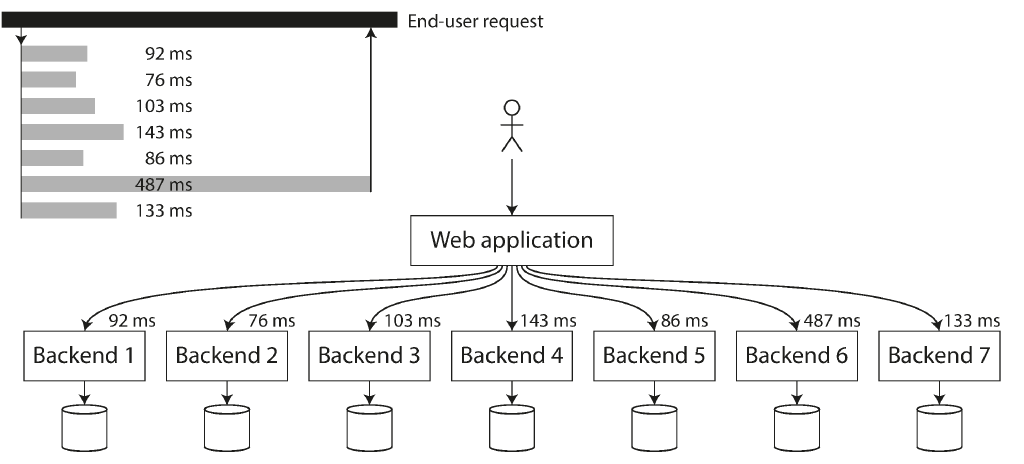 End-user request
92 ms
76 ms
103 ms
143 ms
86 ms
487 ms
133 ms
Web application
92 ms
76 ms
103 ms
143 ms
86 ms
487 ms
133 ms
Backend 1
Backend 2
Backend 3
Backend 4
Backend 5
Backend 6
Backend 7